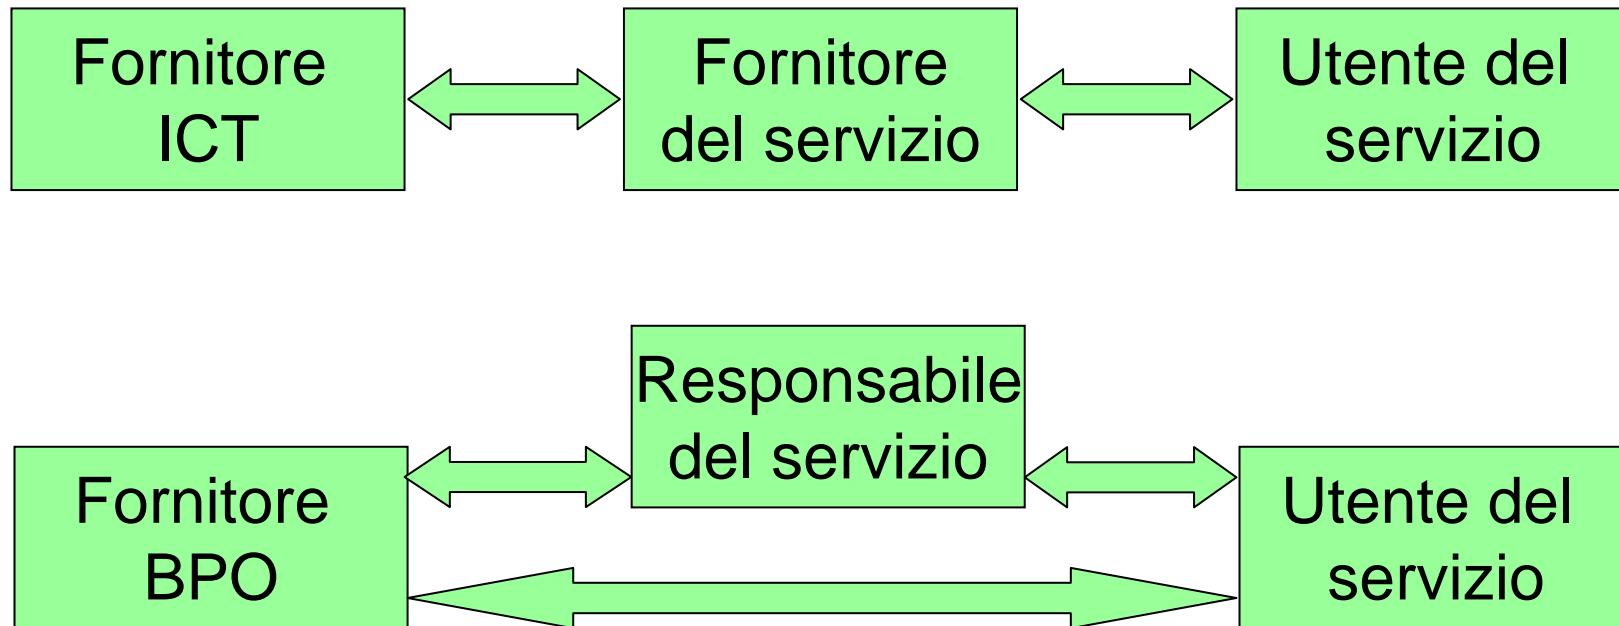 Fornitore
ICT
Fornitore
del servizio
Utente del
servizio
Responsabile
del servizio
Fornitore
BPO
Utente del
servizio